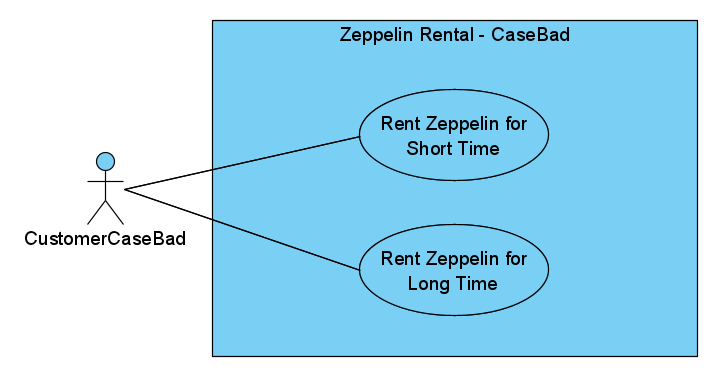 Zeppelin Rental - CaseBad
Rent Zeppelin for
Short Time
CustomerCaseBad
Rent Zeppelin for
Long Time